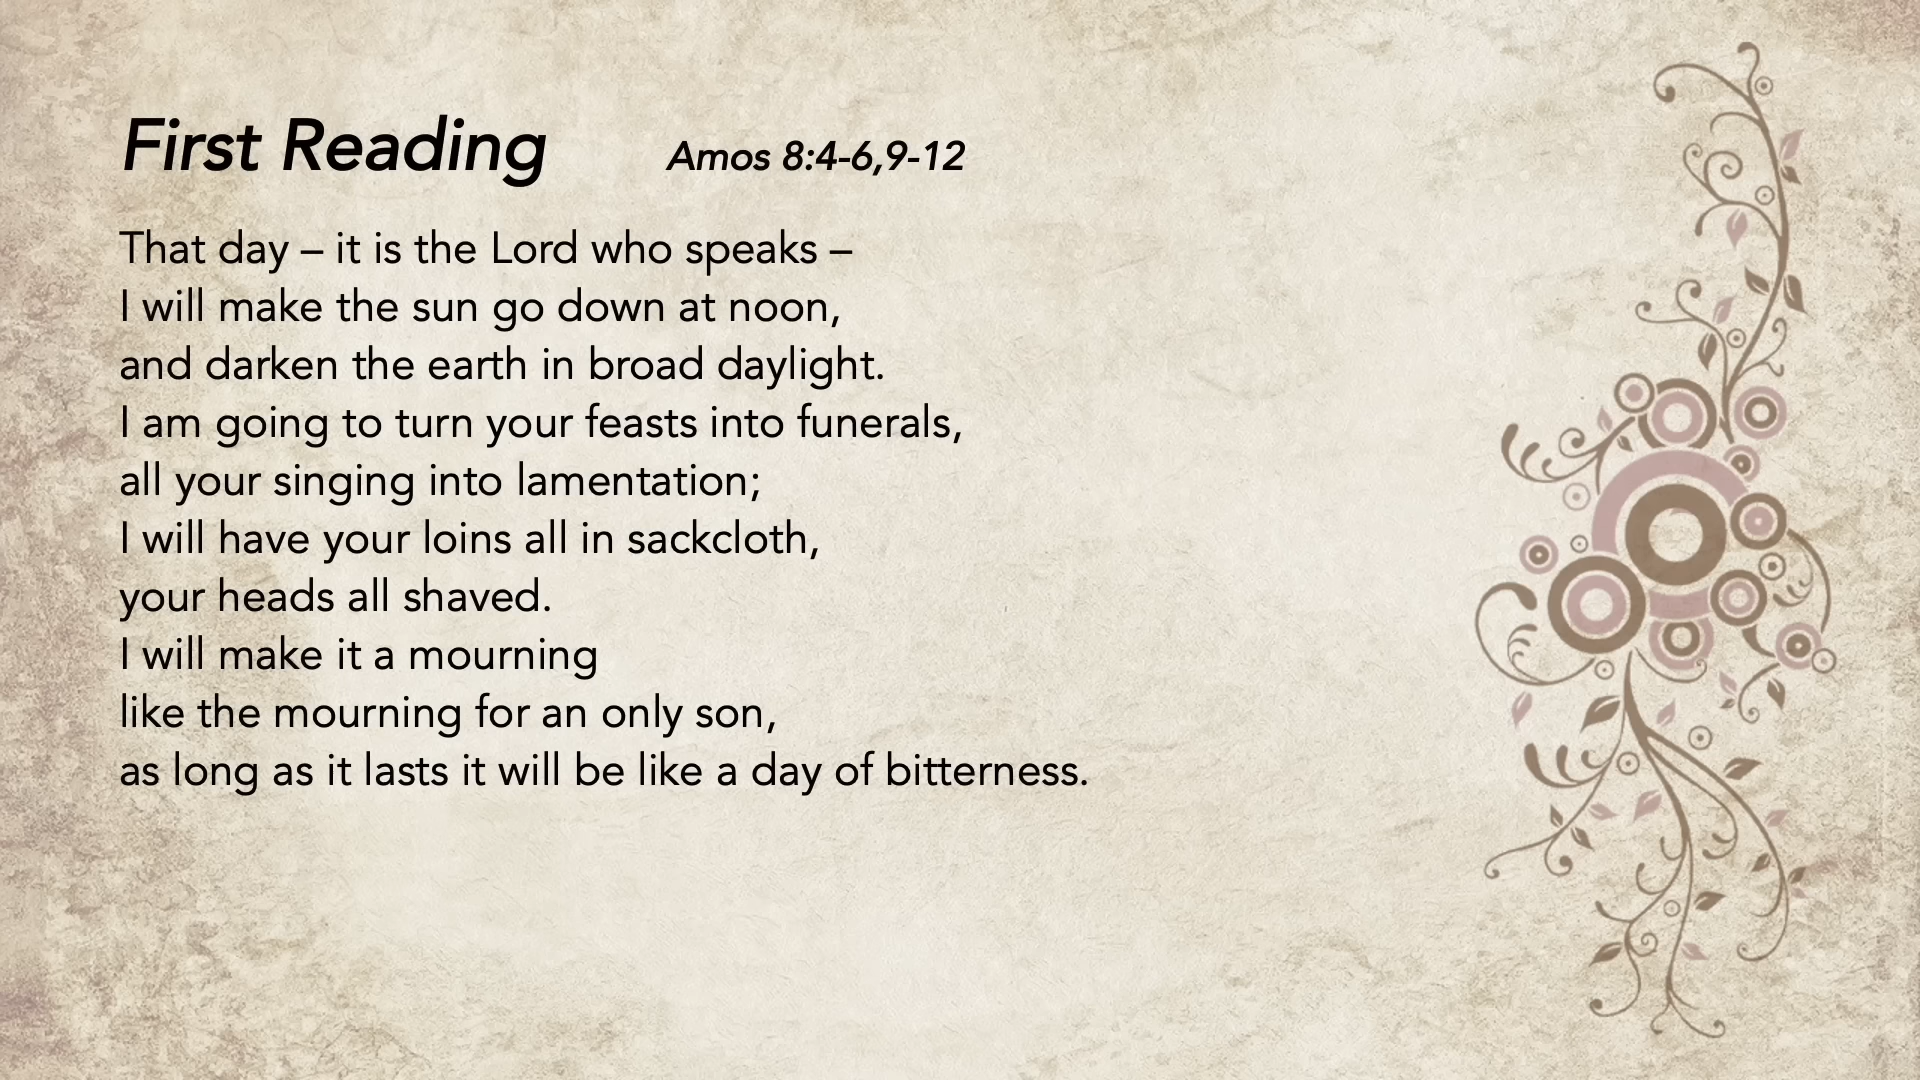 First Reading Amos 8:4-6,9-12
That day – it is the Lord who speaks –
I will make the sun go down at noon,
and darken the earth in broad daylight.
I am going to turn your feasts into funerals,
all your singing into lamentation;
I will have your loins all in sackcloth,
your heads all shaved.
I will make it a mourning
like the mourning for an only son,
as long as it lasts it will be like a day of bitterness.